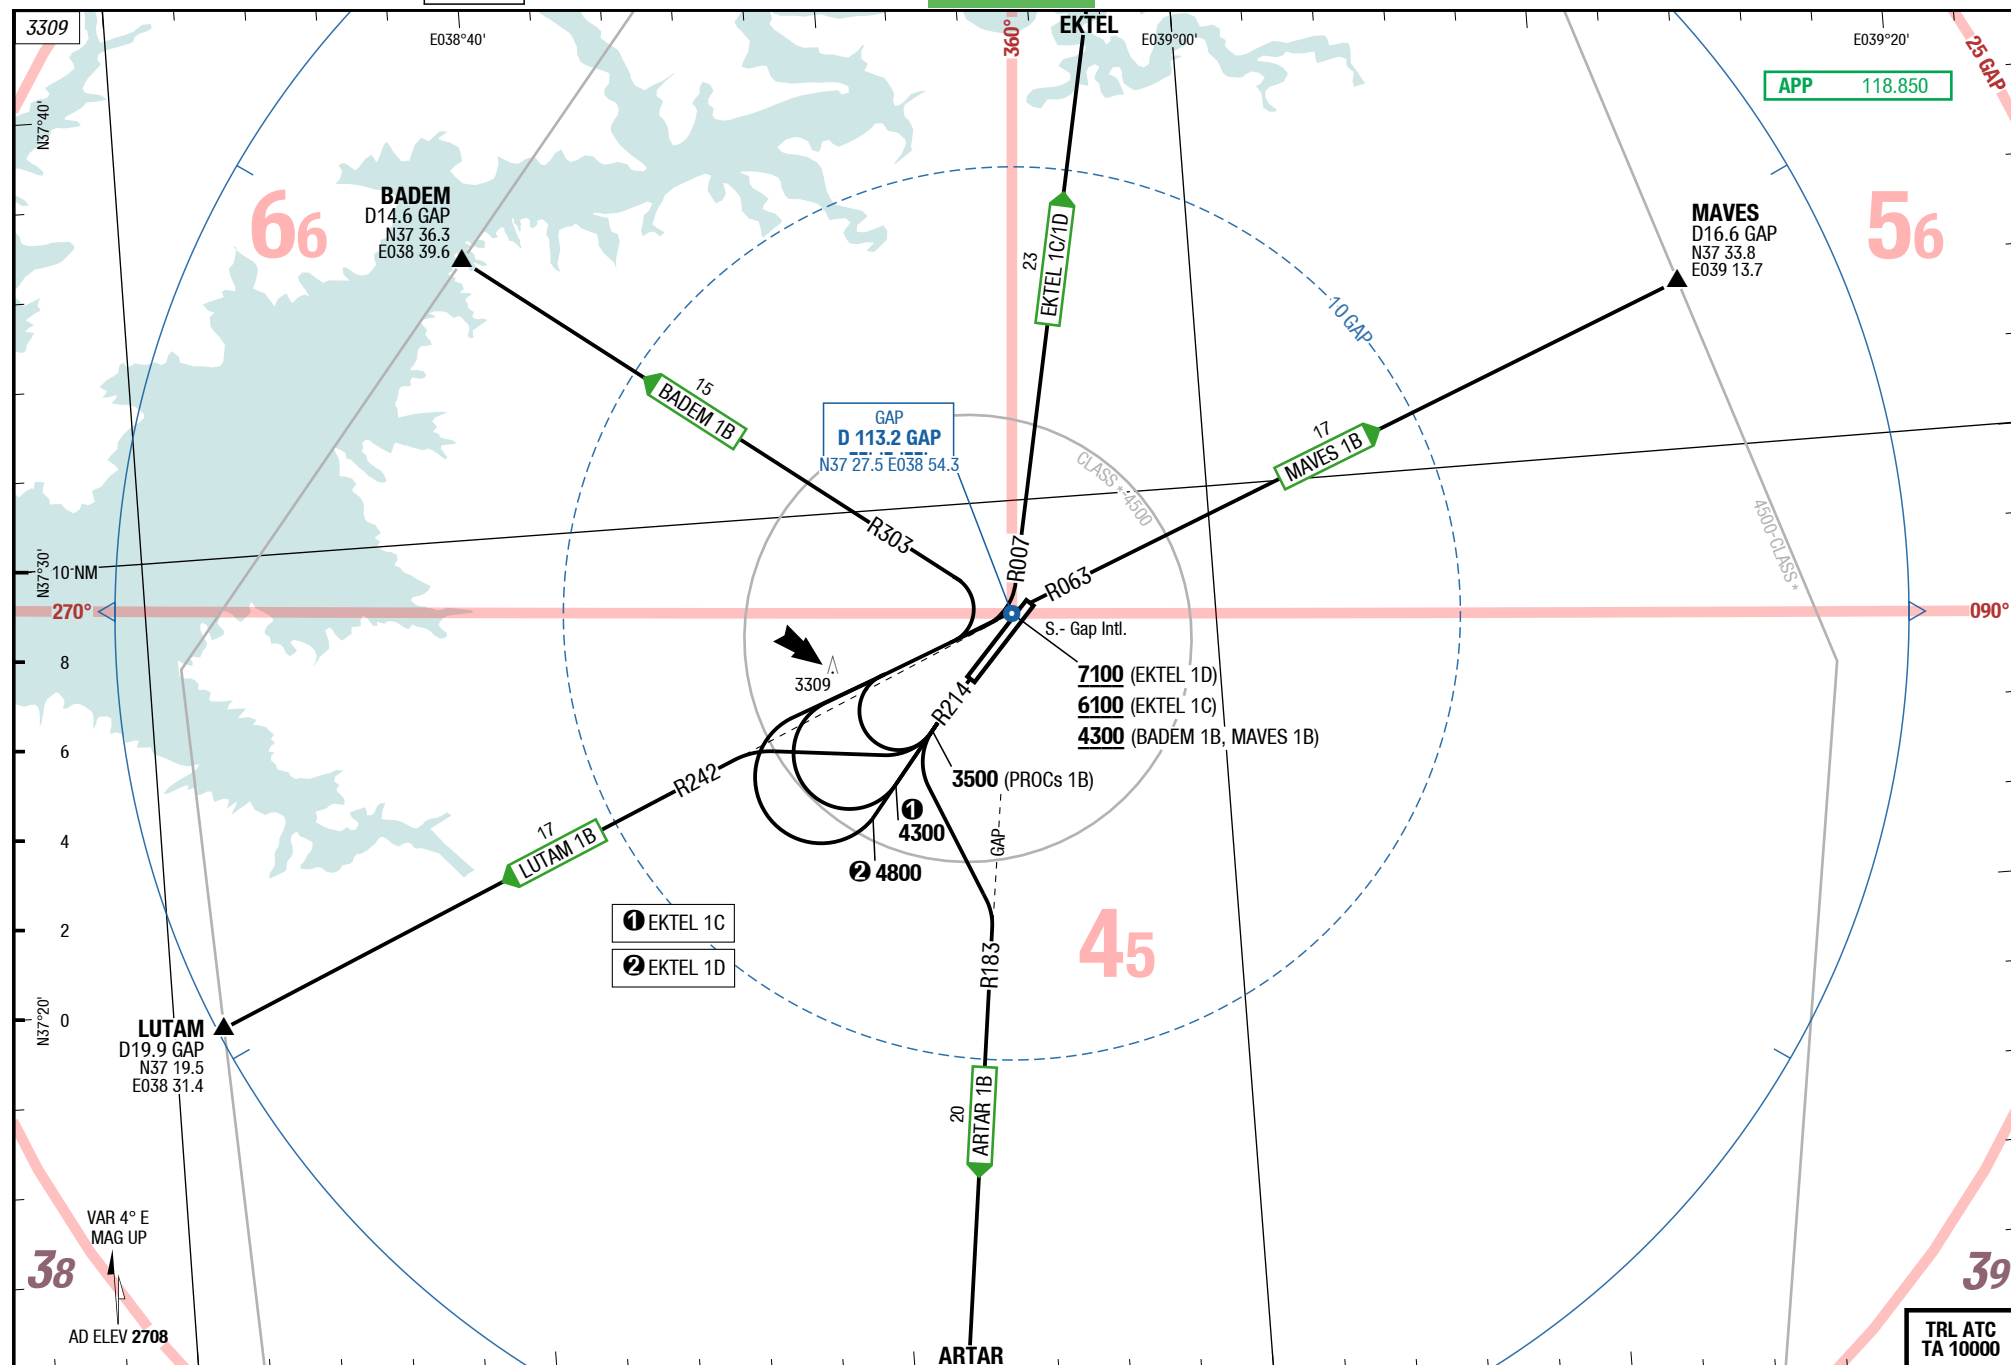 3309
E038°40'
360°
EKTEL
E039°00'
E039°20'
25 GAP
APP 118.850
N37°40'
66
BADEM
D14.6 GAP
N37 36.3
E038 39.6
MAVES
D16.6 GAP
N37 33.8
E039 13.7
56
23
EKTEL 1C/1D
10 GAP
15
BADEM 1B
GAP
D 113.2 GAP
N37 27.5 E038 54.3
17
MAVES 1B
CLASS *-4500
4500-CLASS *
R303
R007
R063
N37°30'
10 NM
270°
090°
S.- Gap Intl.
8
3309
7100 (EKTEL 1D)
6100 (EKTEL 1C)
4300 (BADEM 1B, MAVES 1B)
R214
6
R242
3500 (PROCs 1B)
❶
4300
GAP
17
LUTAM 1B
4
❷ 4800
❶ EKTEL 1C
❷ EKTEL 1D
2
45
R183
N37°20'
0
LUTAM
D19.9 GAP
N37 19.5
E038 31.4
20
ARTAR 1B
VAR 4° E
MAG UP
38
39
AD ELEV 2708
ARTAR
TRL ATC
TA 10000